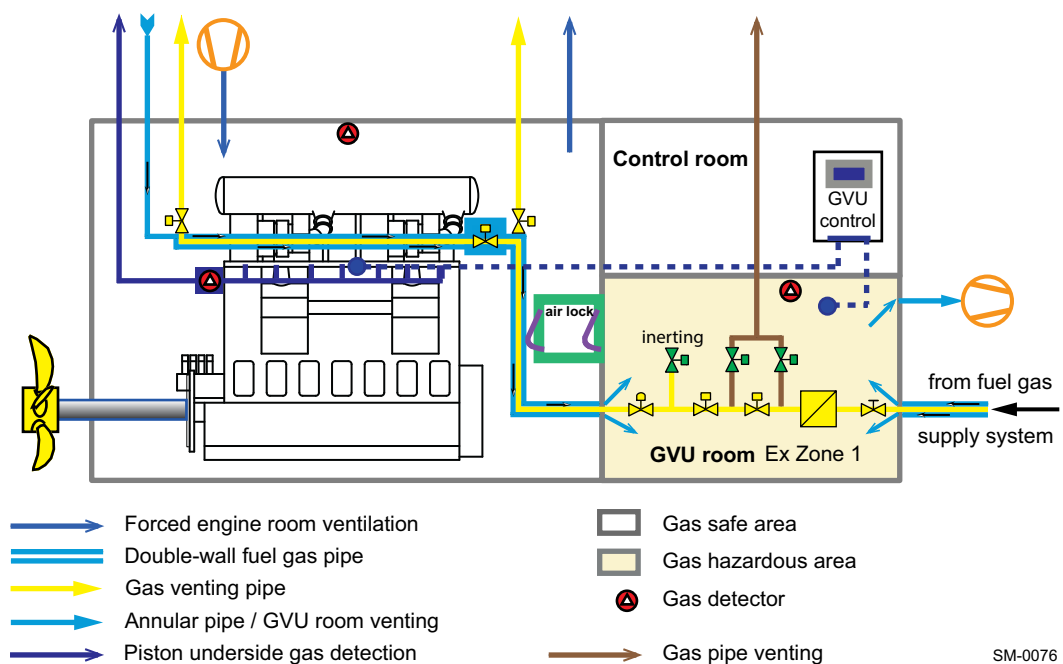 Control room
GVU
control
air lock
inerting
from fuel gas
supply system
GVU room Ex Zone 1
Forced engine room ventilation
Double-wall fuel gas pipe
Gas venting pipe
Annular pipe / GVU room venting
Piston underside gas detection
Gas safe area
Gas hazardous area
Gas detector
Gas pipe venting
SM-0076